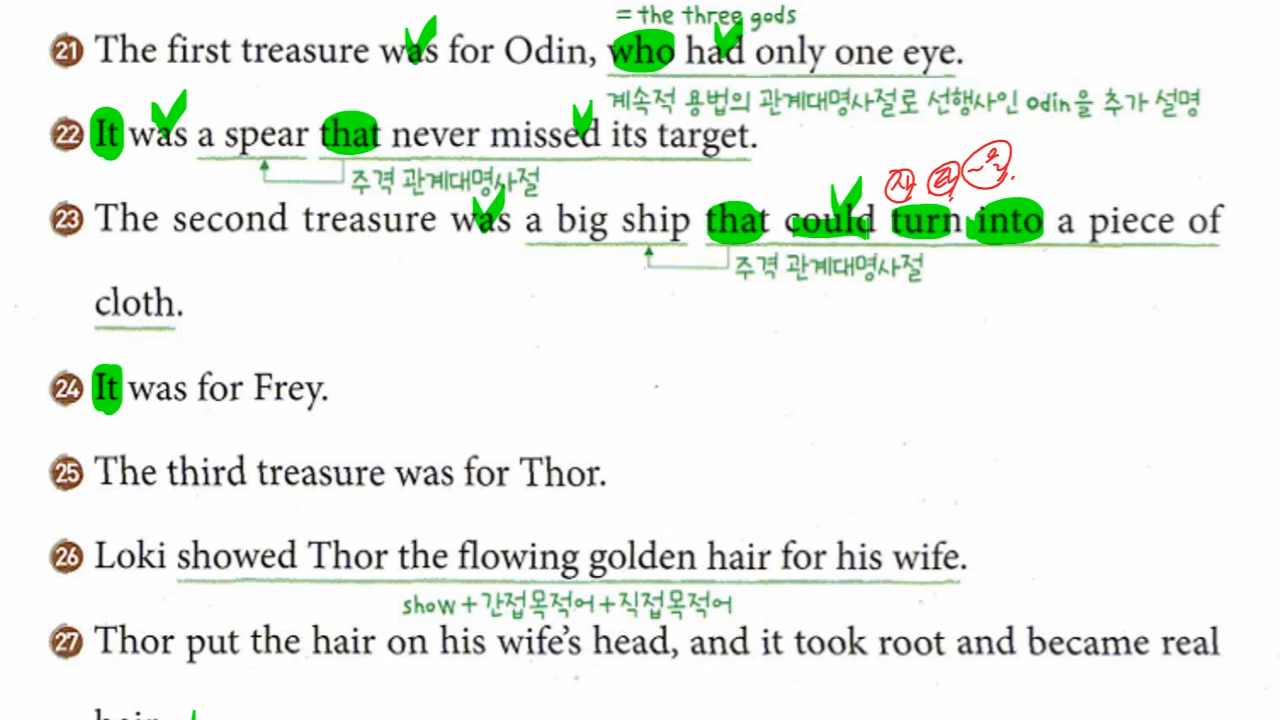 = the three gods
21 The first treasure was for Odin, who had only one eye.
계속적 용법의 관계대명사절로 선행사인 Odin을 추가 설명
22 It was a spear that never missed its target.
주격 관계대명사절
자 타 ~을.
23 The second treasure was a big ship that could turn into a piece of
주격 관계대명사절
cloth.
24 It was for Frey.
25 The third treasure was for Thor.
26 Loki showed Thor the flowing golden hair for his wife.
show+간접목적어+직접목적어
27 Thor put the hair on his wife's head, and it took root and became real